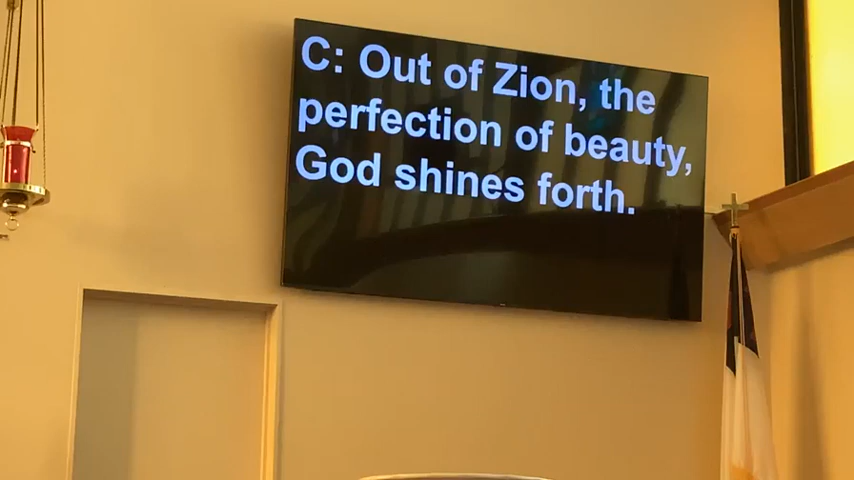 C: Out of Zion, the
perfection of beauty,
God shines forth.